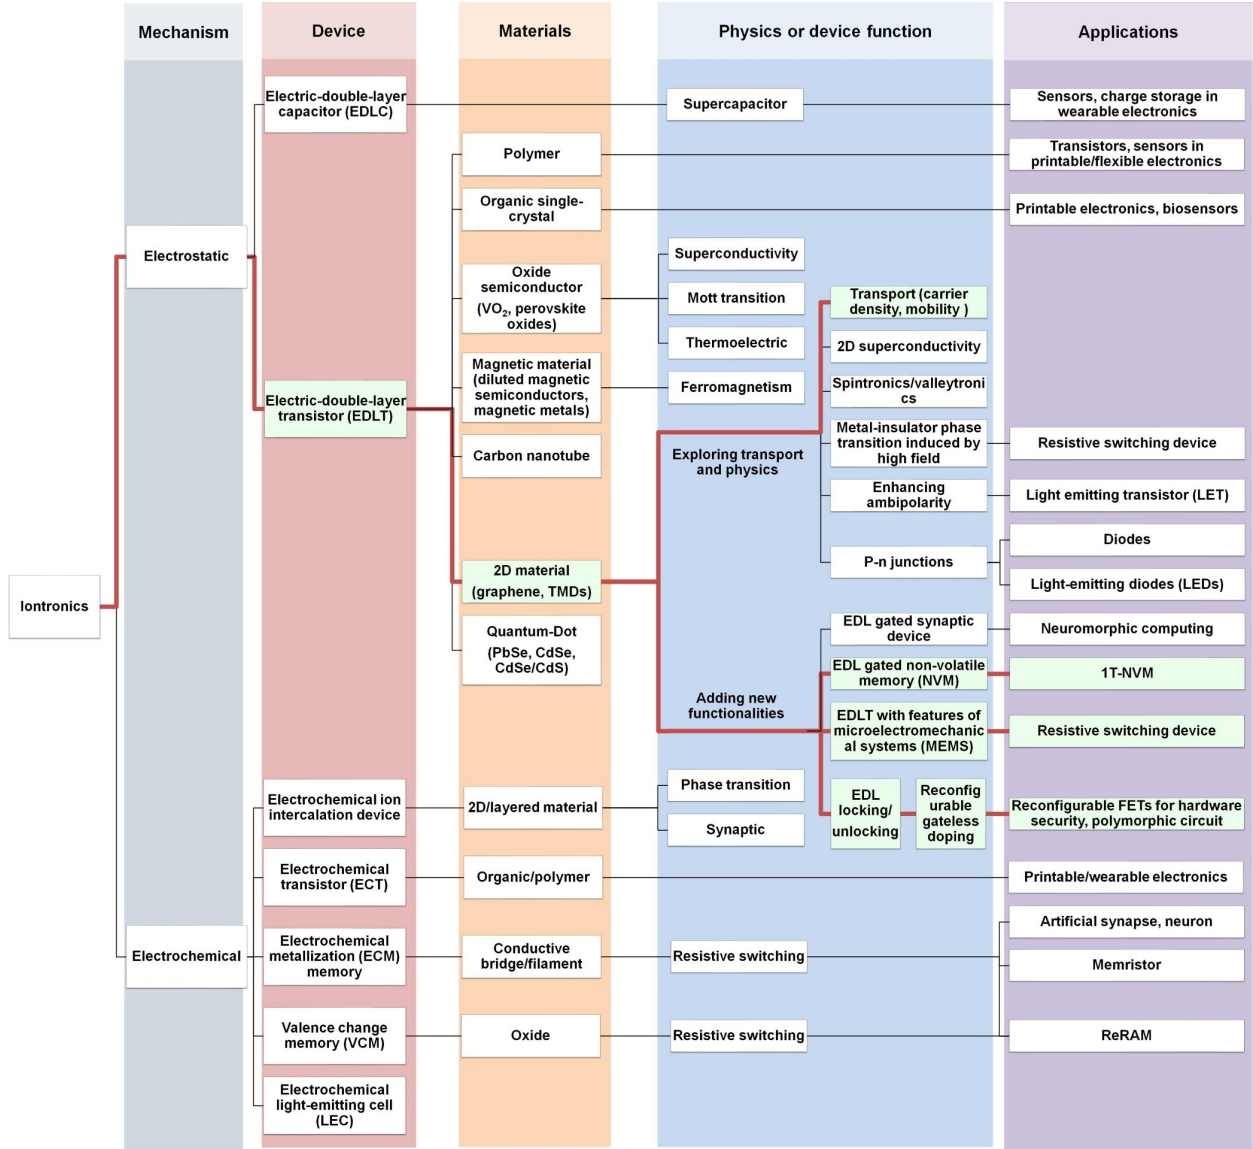 Mechanism
Device
Materials
Physics or device function
Applications
Electric-double-layer
capacitor (EDLC)
Supercapacitor
Sensors, charge storage in
wearable electronics
Polymer
Transistors, sensors in
printable/flexible electronics
Organic single-
crystal
Printable electronics, biosensors
Electrostatic
Oxide
semiconductor
(VO₂, perovskite
oxides)
Superconductivity
Mott transition
Thermoelectric
Transport (carrier
density, mobility )
2D superconductivity
Spintronics/valleytroni
cs
Electric-double-layer
transistor (EDLT)
Magnetic material
(diluted magnetic
semiconductors,
magnetic metals)
Ferromagnetism
Carbon nanotube
Exploring transport
and physics
Metal-insulator phase
transition induced by
high field
Resistive switching device
Enhancing
ambipolarity
Light emitting transistor (LET)
P-n junctions
Diodes
Light-emitting diodes (LEDs)
Iontronics
2D material
(graphene, TMDs)
Quantum-Dot
(PbSe, CdSe,
CdSe/CdS)
EDL gated synaptic
device
Neuromorphic computing
EDL gated non-volatile
memory (NVM)
1T-NVM
Adding new
functionalities
EDLT with features of
microelectromechanic
al systems (MEMS)
Resistive switching device
EDL
locking/
unlocking
Reconfig
urable
gateless
doping
Reconfigurable FETs for hardware
security, polymorphic circuit
Electrochemical ion
intercalation device
2D/layered material
Phase transition
Synaptic
Electrochemical
transistor (ECT)
Organic/polymer
Printable/wearable electronics
Electrochemical
Electrochemical
metallization (ECM)
memory
Conductive
bridge/filament
Resistive switching
Artificial synapse, neuron
Memristor
Valence change
memory (VCM)
Oxide
Resistive switching
ReRAM
Electrochemical
light-emitting cell
(LEC)